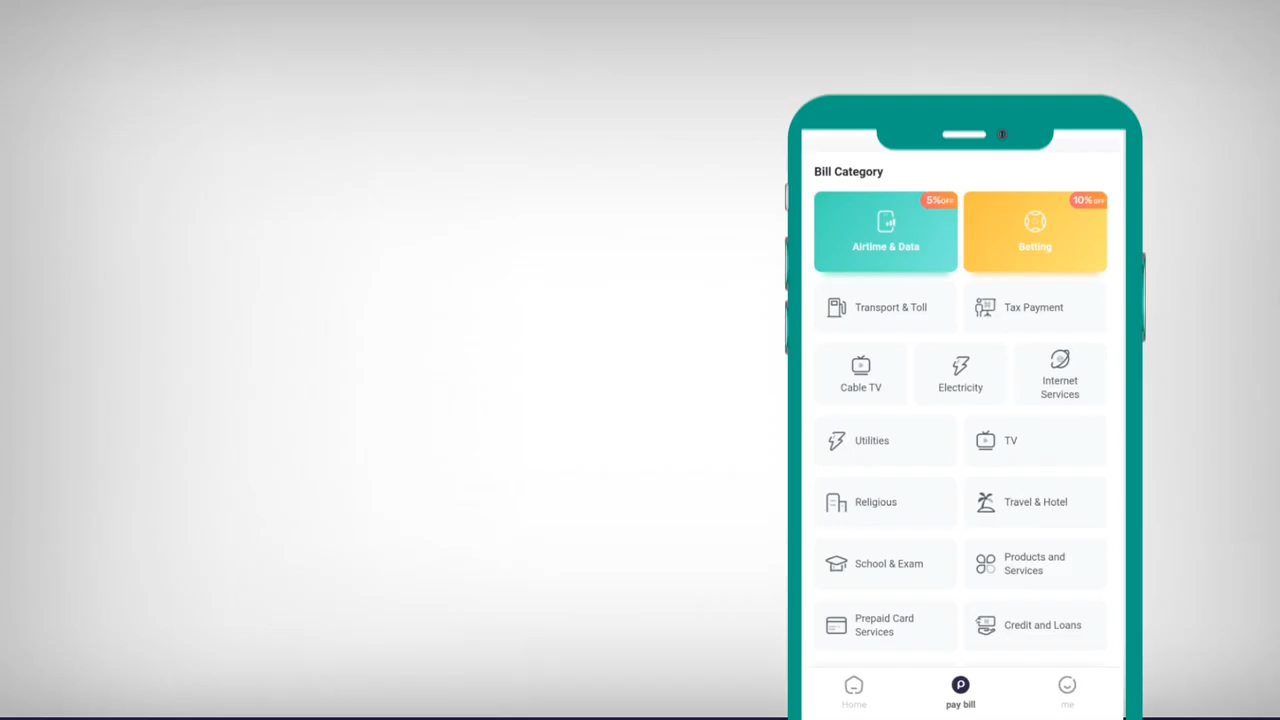 Bill Category
5%OFF
10%OFF
Airtime & Data
Betting
Transport & Toll
Tax Payment
Cable TV
Electricity
Internet
Services
Utilities
TV
Religious
Travel & Hotel
School & Exam
Products and
Services
Prepaid Card
Services
Credit and Loans
Home
pay bill
me